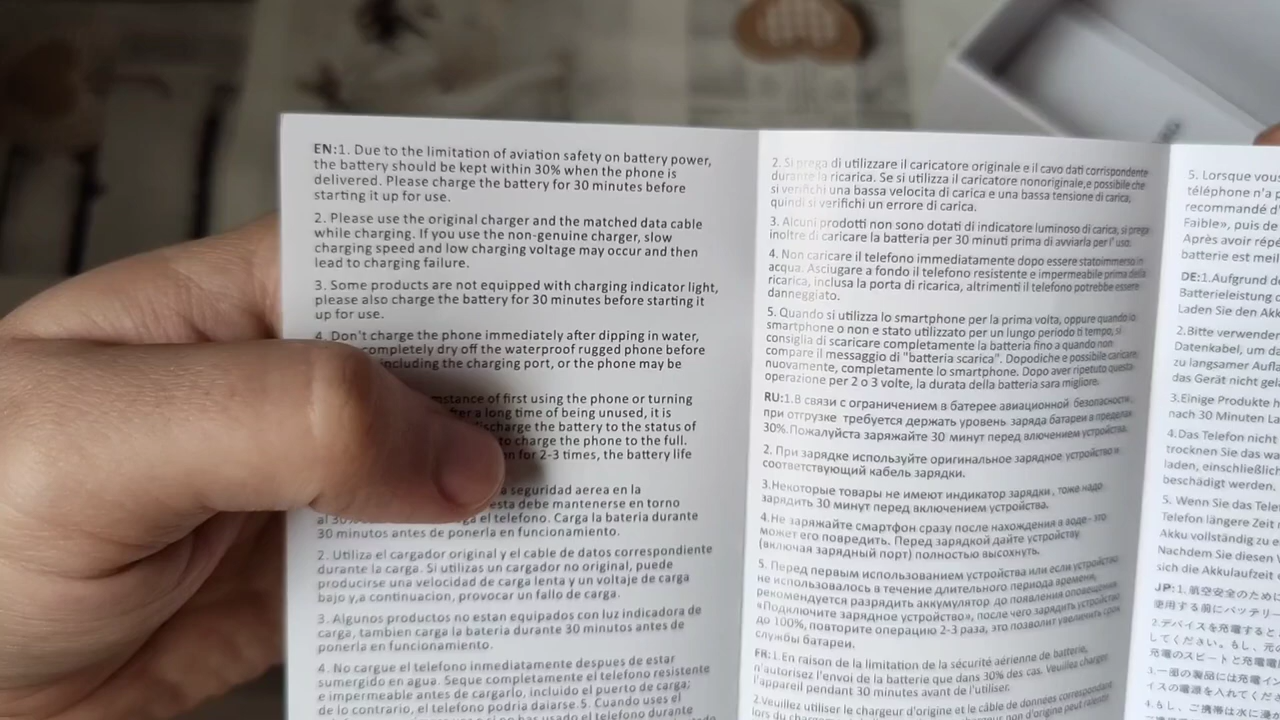 EN:1. Due to the limitation of aviation safety on battery power,
the battery should be kept within 30% when the phone is
delivered. Please charge the battery for 30 minutes before
starting it up for use.
2. Please use the original charger and the matched data cable
while charging. If you use the non-genuine charger, slow
charging speed and low charging voltage may occur and then
lead to charging failure.
3. Some products are not equipped with charging indicator light,
please also charge the battery for 30 minutes before starting it
up for use.
4. Don't charge the phone immediately after dipping in water,
completely dry off the waterproof rugged phone before
including the charging port, or the phone may be
of first using the phone or turning
a long time of being unused, it is
discharge the battery to the status of
to charge the phone to the full.
for 2-3 times, the battery life
seguridad aerea en la
esta debe mantenerse en torno
al el telefono. Carga la bateria durante
30 minutos antes de ponerla en funcionamiento.
2. Utiliza el cargador original y el cable de datos correspondiente
durante la carga. Si utilizas un cargador no original, puede
producirse una velocidad de carga lenta y un voltaje de carga
bajo y,a continuacion, provocar un fallo de carga.
3. Algunos productos no estan equipados con luz indicadora de
carga, tambien carga la bateria durante 30 minutos antes de
ponerla en funcionamiento.
4. No cargue el telefono inmediatamente despues de estar
sumergido en agua. Seque completamente el telefono resistente
e impermeable antes de cargarlo, incluido el puerto de carga;
de lo contrario, el telefono podria daiarse 5. Cuando uses el
usado el telefono durante
2. Si prega di utilizzare il caricatore originale e il cavo dati corrispondente
durante la ricarica. Se si utilizza il caricatore nonoriginale,e possibile che
si verifichi una bassa velocita di carica e una bassa tensione di carica,
quindi si verifichi un errore di carica.
3. Alcuni prodotti non sono dotati di indicatore luminoso di carica, si prega
inoltre di caricare la batteria per 30 minuti prima di avviarla per l' uso.
4. Non caricare il telefono immediatamente dopo essere statoimmerso in
acqua. Asciugare a fondo il telefono resistente e impermeabile prima della
ricarica, inclusa la porta di ricarica, altrimenti il telefono potrebbe essere
danneggiato.
5. Quando si utilizza lo smartphone per la prima volta, oppure quando lo
smartphone o non e stato utilizzato per un lungo periodo ti tempo, si
consiglia di scaricare completamente la batteria fino a quando non
compare il messaggio di "batteria scarica". Dopodiche e possibile caricare
nuovamente, completamente lo smartphone. Dopo aver ripetuto questa
operazione per 2 o 3 volte, la durata della batteria sara migliore.
RU:1.В связи с ограничением в батерее авиационной безопасности,
при отгрузке требуется держать уровень заряда батареи в пределах
30%.Пожалуйста заряжайте 30 минут перед влючением устройства.
2. При зарядке используйте оригинальное зарядное устройство и
соответствующий кабель зарядки.
3.Некоторые товары не имеют индикатор зарядки, тоже надо
зарядить 30 минут перед включением устройства.
4.Не заряжайте смартфон сразу после нахождения в воде - это
может его повредить. Перед зарядкой дайте устройству
(включая зарядный порт) полностью высохнуть.
5. Перед первым использованием устройства или если устройство
не использовалось в течение длительного периода времени,
рекомендуется разрядить аккумулятор до появления оповещения
«Подключите зарядное устройство», после чего зарядить устройство
до 100%, повторите операцию 2-3 раза, это позволит увеличить срок
службы батареи.
FR:1.En raison de la limitation de la sécurité aérienne de batterie,
n'autorisez l'envoi de la batterie que dans 30% des cas. Veuillez charger
l'appareil pendant 30 minutes avant de l'utiliser.
2.Veuillez utiliser le chargeur d'origine et le câble de données correspondant
lors du chargeur non d'origine peut ralentir
5. Lorsque vous
téléphone n'a p
recommandé d'
Faible», puis de
Après avoir répé
batterie est meil
DE:1.Aufgrund d
Batterieleistung
Laden Sie den Akk
2.Bitte verwender
Datenkabel, um da
zu langsamer Aufla
das Gerät nicht gel
3.Einige Produkte h
nach 30 Minuten La
4.Das Telefon nicht
trocknen Sie das wa
laden, einschließlich
beschädigt werden.
5. Wenn Sie das Tele
Telefon längere Zeit
Akku vollständig zu e
Nachdem Sie diesen V
sich die Akkulaufzeit
JP:1. 航空安全のために
使用する前にバッテリー
2.デバイスを充電すると、
してください。もし、元の
充電のスピードと充電電
3.一部の製品には充電イン
イスの電源を入れてくだ
4.もし、ご携帯は水に